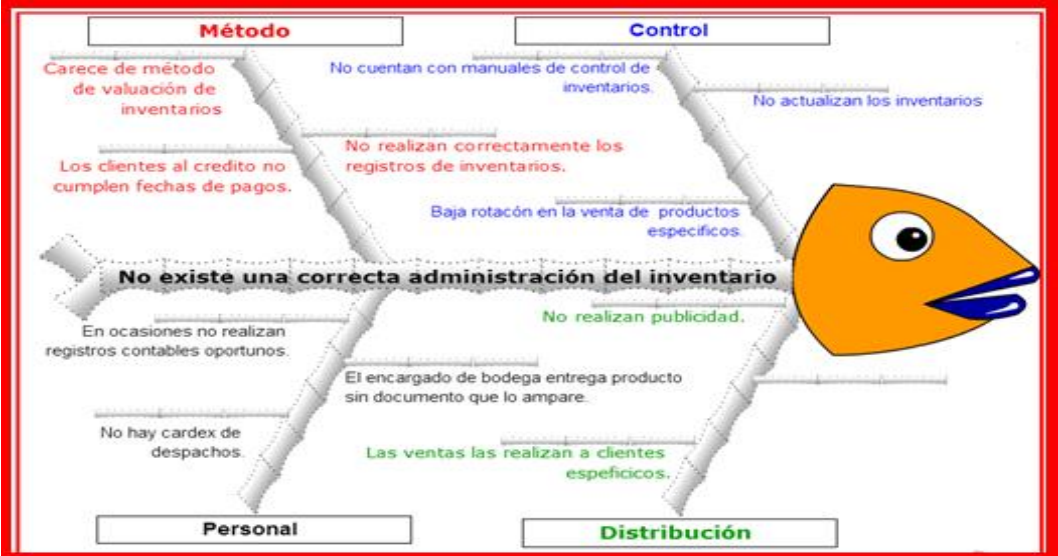 Método
Carece de método
de valuación de
inventarios
No realizan correctamente los
registros de inventarios.
Los clientes al credito no
cumplen fechas de pagos.
Control
No cuentan con manuales de control de
inventarios.
No actualizan los inventarios
Baja rotacón en la venta de productos
especificos.
No existe una correcta administración del inventario
En ocasiones no realizan
registros contables oportunos.
El encargado de bodega entrega producto
sin documento que lo ampare.
No hay cardex de
despachos.
Personal
No realizan publicidad.
Las ventas las realizan a clientes
espeficicos.
Distribución